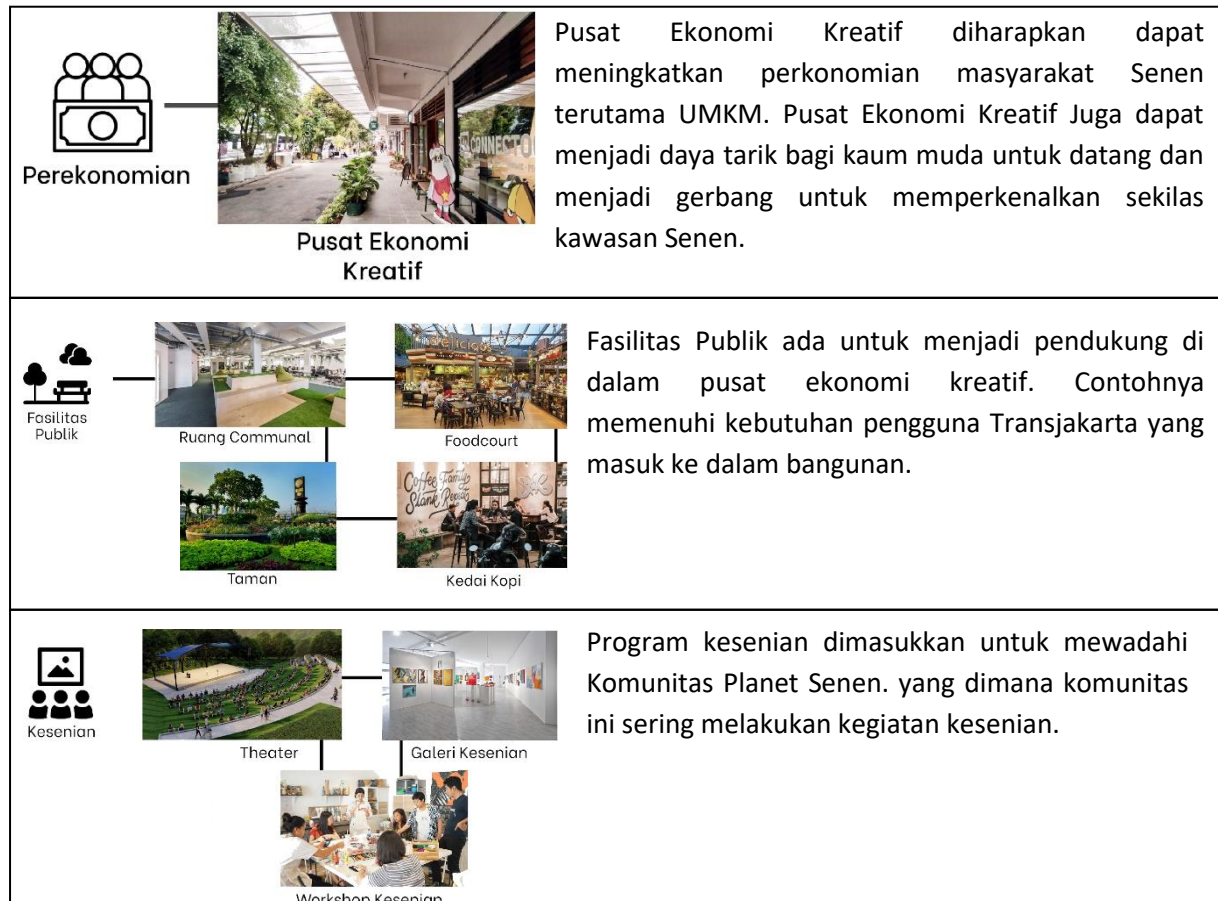 Perekonomian
Pusat Ekonomi
Kreatif
Pusat Ekonomi Kreatif diharapkan dapat
meningkatkan perkonomian masyarakat Senen
terutama UMKM. Pusat Ekonomi Kreatif Juga dapat
menjadi daya tarik bagi kaum muda untuk datang dan
menjadi gerbang untuk memperkenalkan sekilas
kawasan Senen.
Fasilitas
Publik
Ruang Communal
Foodcourt
Taman
Kedai Kopi
Coffee Family
Slank Repost
Fasilitas Publik ada untuk menjadi pendukung di
dalam pusat ekonomi kreatif. Contohnya
memenuhi kebutuhan pengguna Transjakarta yang
masuk ke dalam bangunan.
Kesenian
Theater
Galeri Kesenian
Workshop Kesenian
Program kesenian dimasukkan untuk mewadahi
Komunitas Planet Senen. yang dimana komunitas
ini sering melakukan kegiatan kesenian.